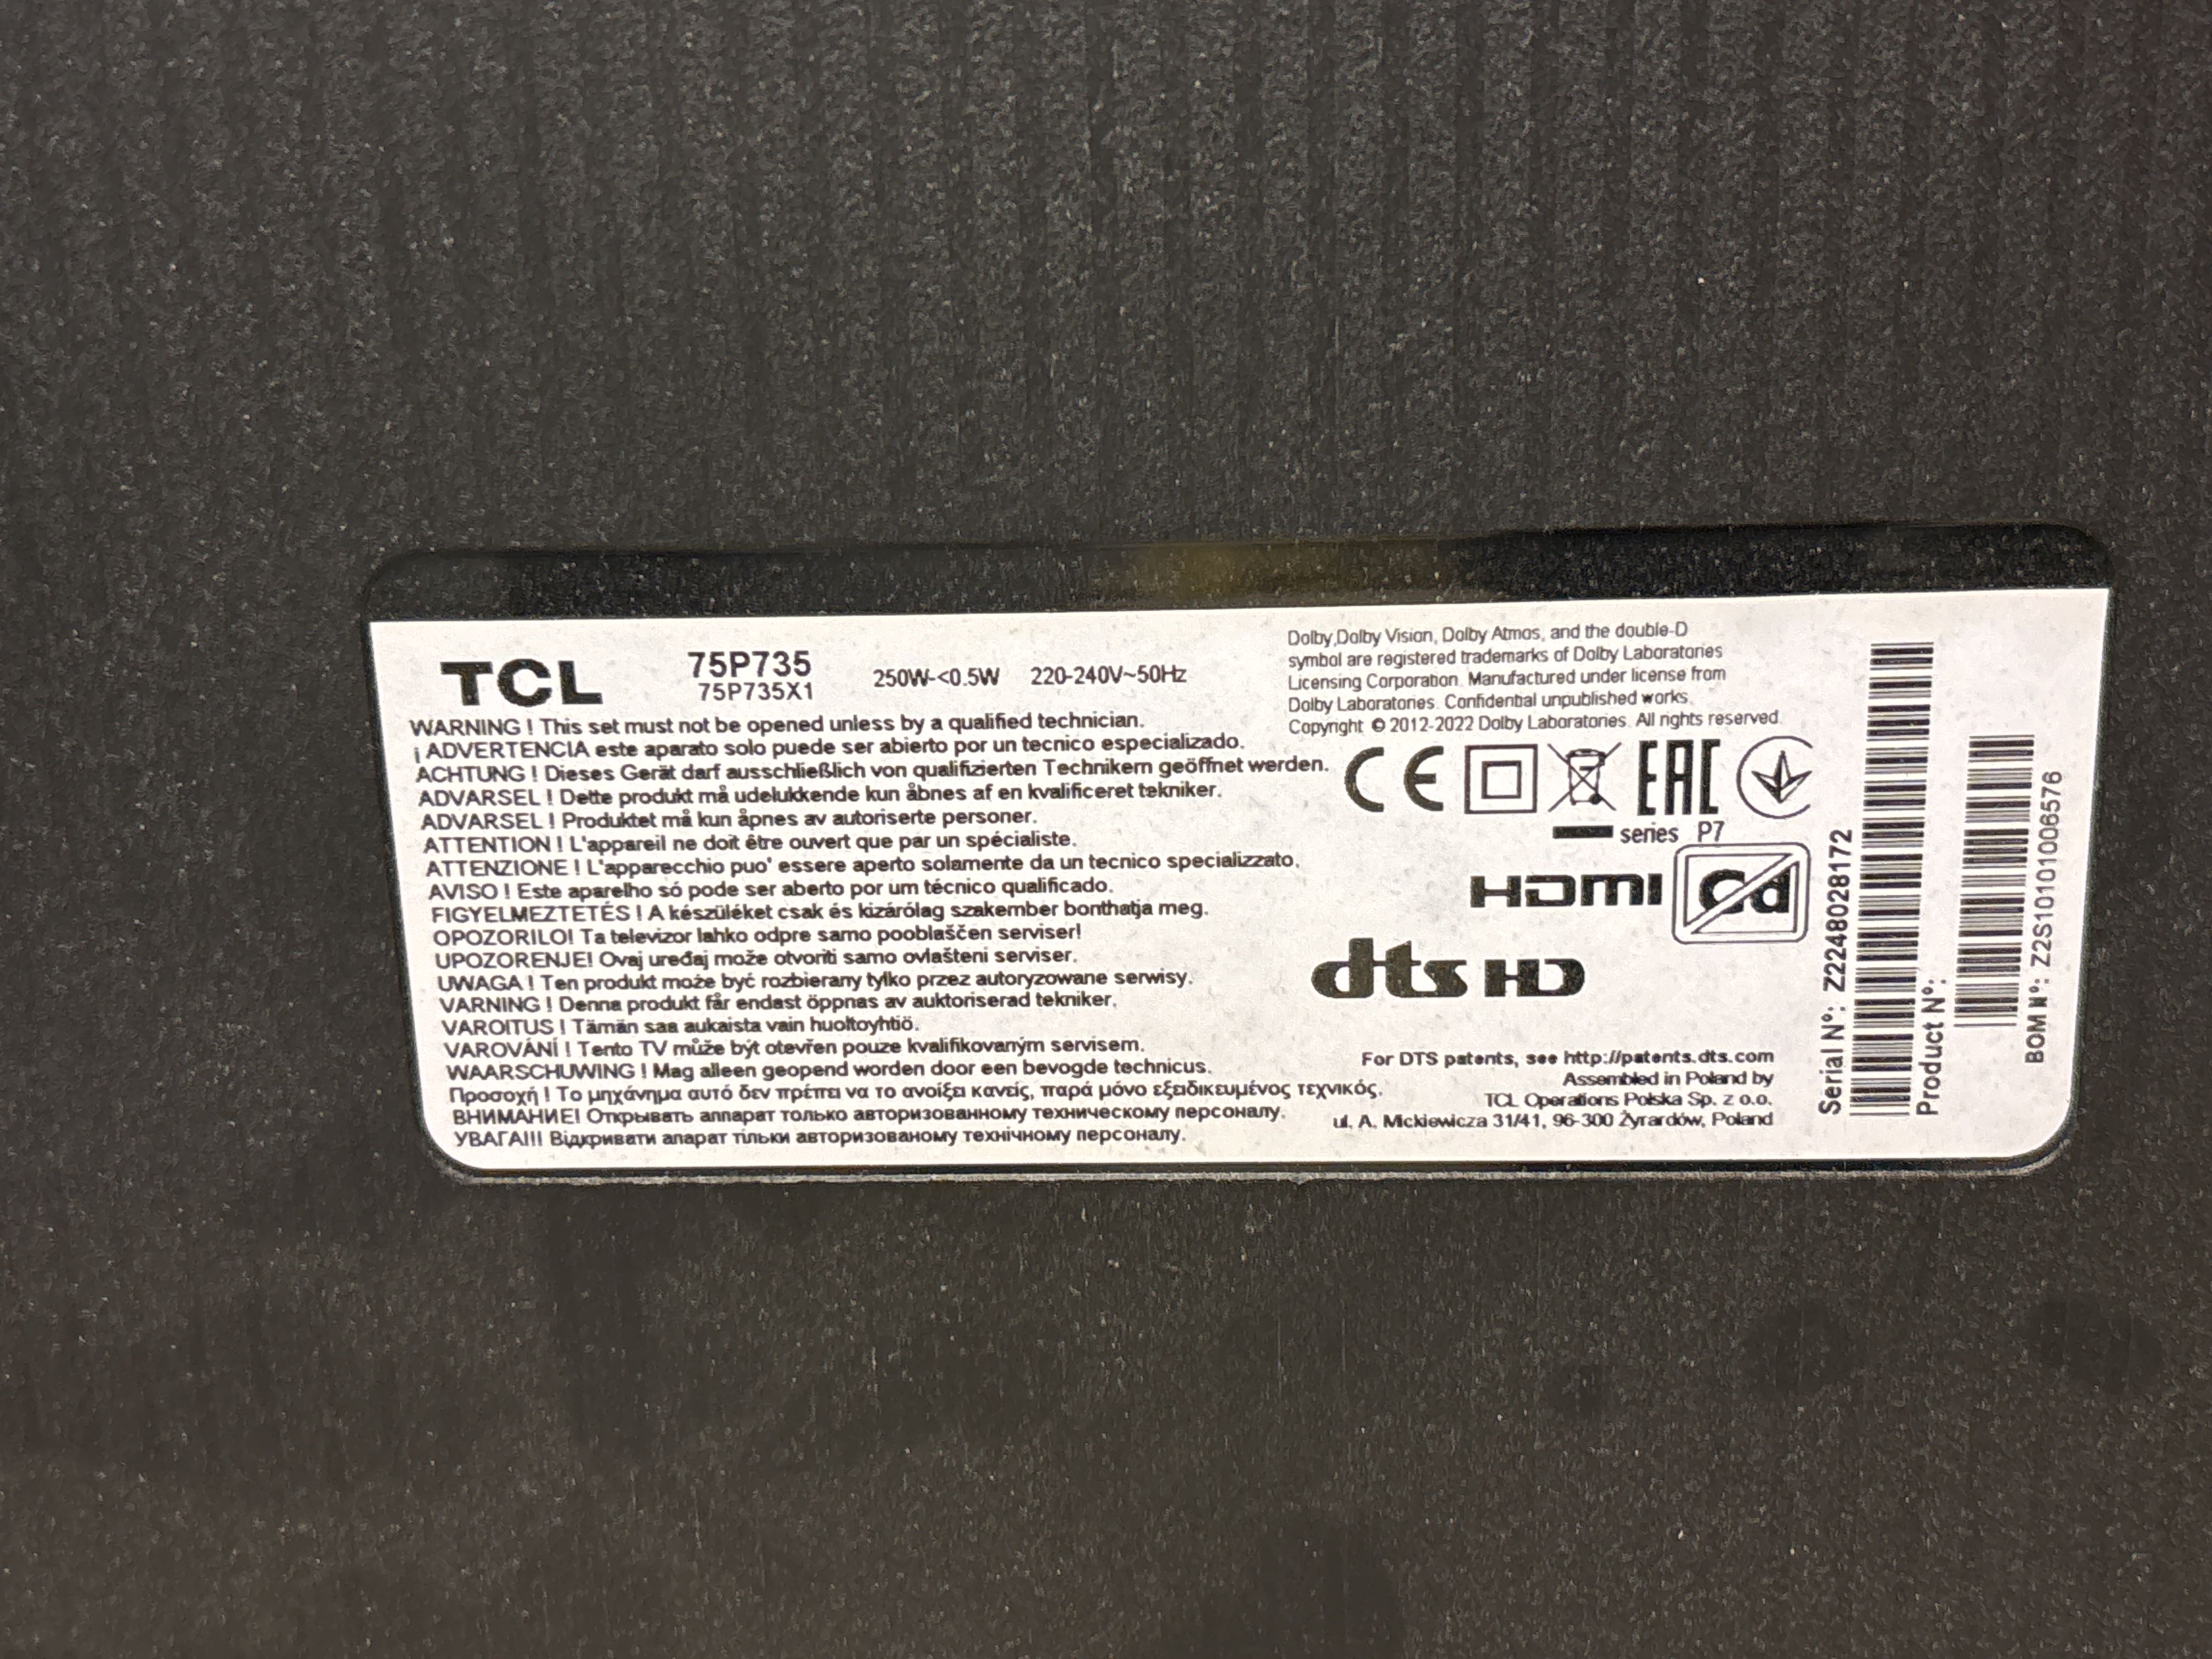 TCL
75P735
75P735X1
250W-<0.5W 220-240V~50Hz
WARNING ! This set must not be opened unless by a qualified technician.
¡ ADVERTENCIA este aparato solo puede ser abierto por un tecnico especializado.
ACHTUNG ! Dieses Gerät darf ausschließlich von qualifizierten Technikern geöffnet werden.
ADVARSEL ! Dette produkt må udelukkende kun åbnes af en kvalificeret tekniker.
ADVARSEL ! Produktet må kun åpnes av autoriserte personer.
ATTENTION ! L'appareil ne doit être ouvert que par un spécialiste.
ATTENZIONE ! L'apparecchio puo' essere aperto solamente da un tecnico specializzato.
AVISO ! Este aparelho só pode ser aberto por um técnico qualificado.
FIGYELMEZTETÉS ! A készüléket csak és kizárólag szakember bonthatja meg.
OPOZORILO! Ta televizor lahko odpre samo pooblaščen serviser!
UPOZORENJE! Ovaj uređaj može otvoriti samo ovlašteni serviser.
UWAGA ! Ten produkt może być rozbierany tylko przez autoryzowane serwisy.
VARNING ! Denna produkt får endast öppnas av auktoriserad tekniker.
VAROITUS ! Tämän saa aukaista vain huoltoyhtiö.
VAROVÁNÍ ! Tento TV může být otevřen pouze kvalifikovaným servisem.
WAARSCHUWING ! Mag alleen geopend worden door een bevogde technicus.
Προσοχή ! Το μηχάνημα αυτό δεν πρέπει να το ανοίξει κανείς, παρά μόνο εξειδικευμένος τεχνικός.
ВНИМАНИЕ! Открывать аппарат только авторизованному техническому персоналу.
УВАГА!!! Відкривати апарат тільки авторизованому технічному персоналу.
Dolby,Dolby Vision, Dolby Atmos, and the double-D
symbol are registered trademarks of Dolby Laboratories
Licensing Corporation. Manufactured under license from
Dolby Laboratories. Confidential unpublished works.
Copyright © 2012-2022 Dolby Laboratories. All rights reserved.
CE EAC
series P7
HDMI Cd
dts HD
For DTS patents, see http://patents.dts.com
Assembled in Poland by
TCL Operations Polska Sp. z o.o.
ul. A. Mickiewicza 31/41, 96-300 Żyrardów, Poland
Serial Nº: Z2248028172
Product Nº:
BOM Nº: Z2S10101006576